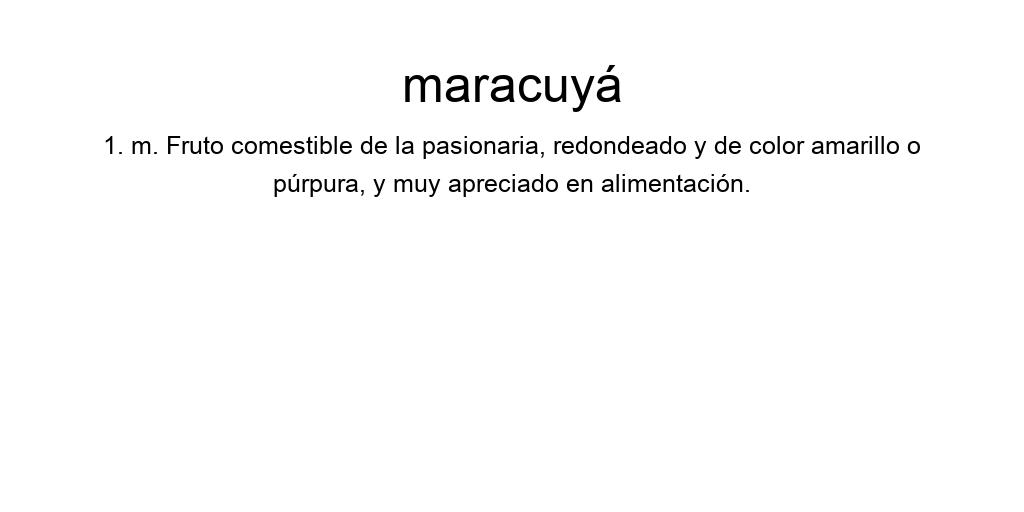 maracuyá
1. m. Fruto comestible de la pasionaria, redondeado y de color amarillo o
púrpura, y muy apreciado en alimentación.